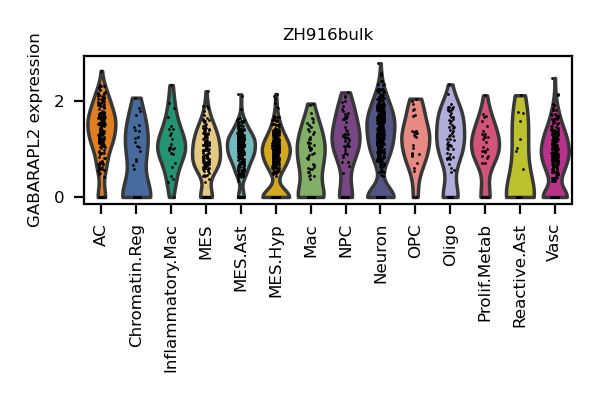 ZH916bulk
GABARAPL2 expression
2
0
AC
Chromatin.Reg
Inflammatory.Mac
MES
MES.Ast
MES.Hyp
Mac
NPC
Neuron
OPC
Oligo
Prolif.Metab
Reactive.Ast
Vasc